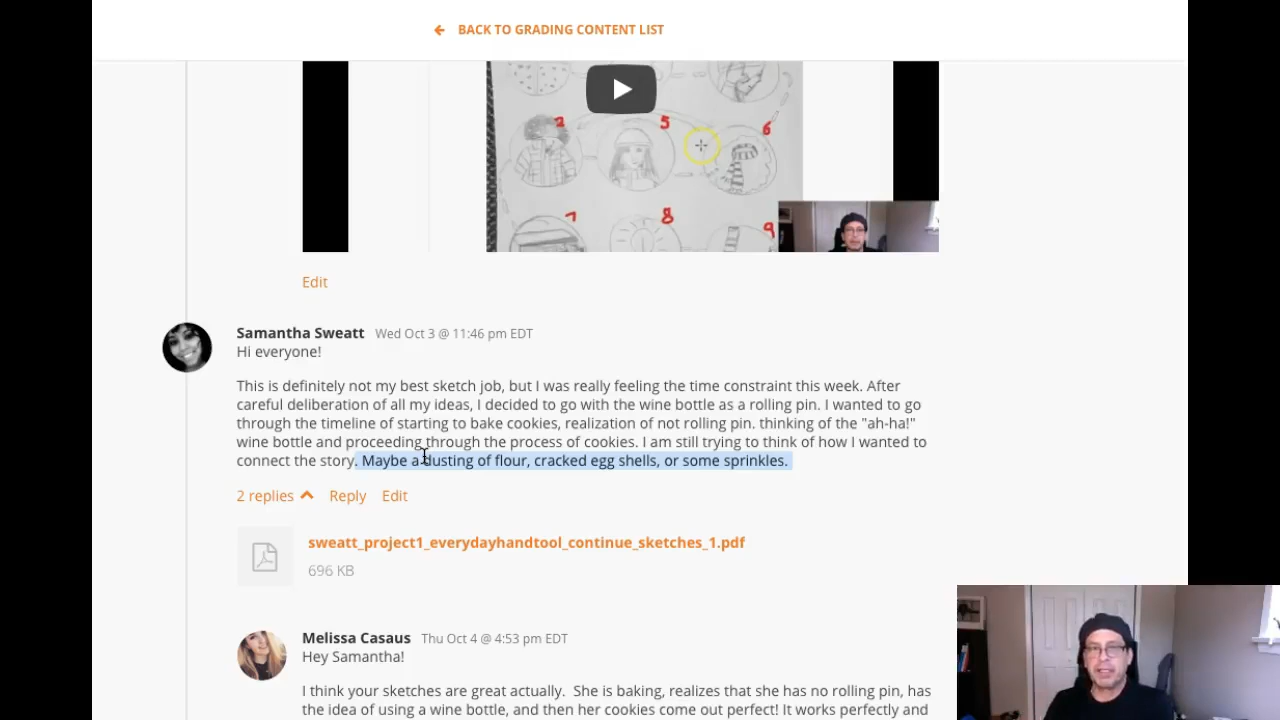 BACK TO GRADING CONTENT LIST
2 5 6
7 8 9
Edit
Samantha Sweatt Wed Oct 3 @ 11:46 pm EDT
Hi everyone!
This is definitely not my best sketch job, but I was really feeling the time constraint this week. After
careful deliberation of all my ideas, I decided to go with the wine bottle as a rolling pin. I wanted to go
through the timeline of starting to bake cookies, realization of not rolling pin. thinking of the "ah-ha!"
wine bottle and proceeding through the process of cookies. I am still trying to think of how I wanted to
connect the story. Maybe a dusting of flour, cracked egg shells, or some sprinkles.
2 replies Reply Edit
sweatt_project1_everydayhandtool_continue_sketches_1.pdf
696 KB
Melissa Casaus Thu Oct 4 @ 4:53 pm EDT
Hey Samantha!
I think your sketches are great actually.  She is baking, realizes that she has no rolling pin, has
the idea of using a wine bottle, and then her cookies come out perfect! It works perfectly and